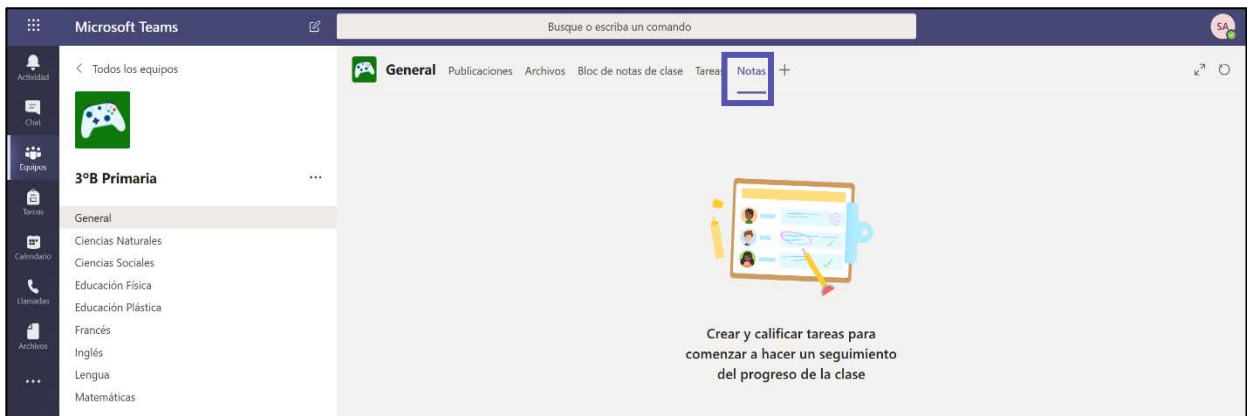 Microsoft Teams
Busque o escriba un comando
SA
Actividad
Chat
Equipos
Tareas
Calendario
Llamadas
Archivos
Todos los equipos
3ºB Primaria
General
Ciencias Naturales
Ciencias Sociales
Educación Física
Educación Plástica
Francés
Inglés
Lengua
Matemáticas
General Publicaciones Archivos Bloc de notas de clase Tareas Notas
Crear y calificar tareas para
comenzar a hacer un seguimiento
del progreso de la clase